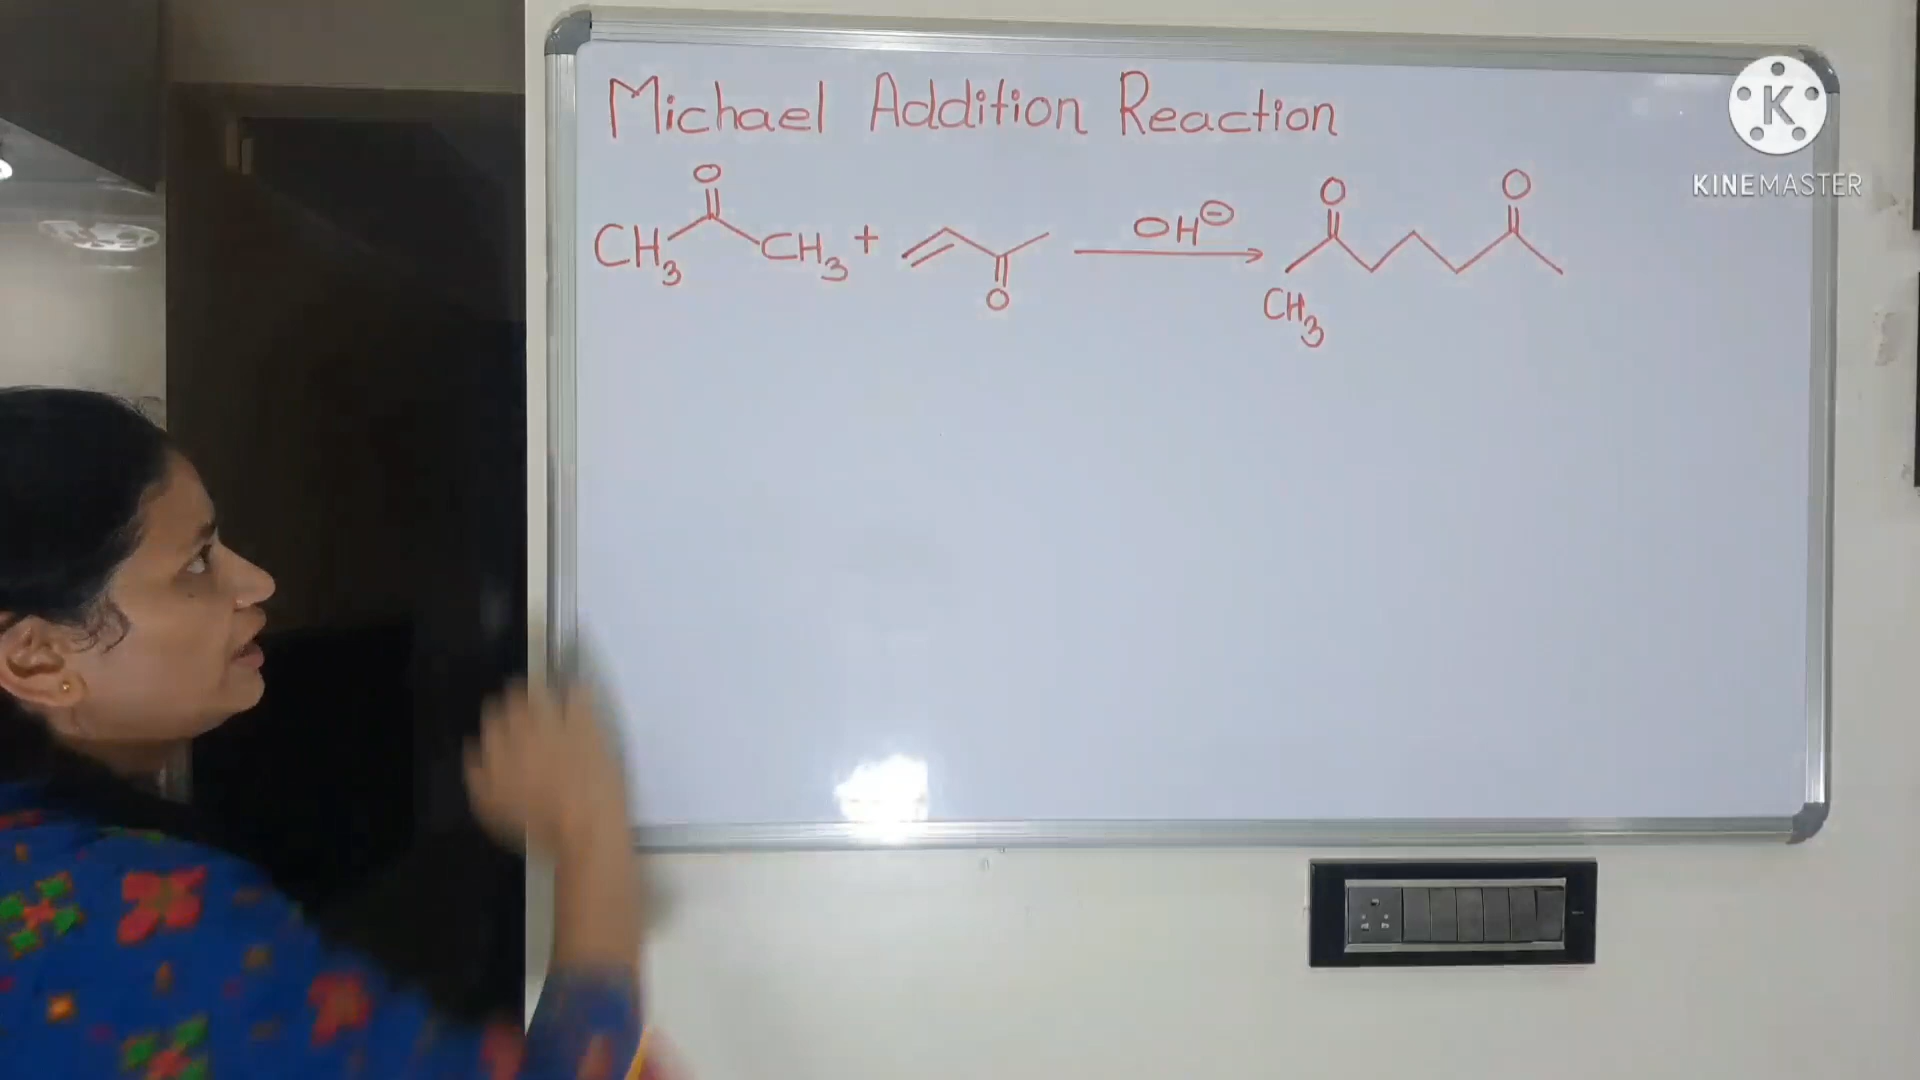 Michael Addition Reaction
O
CH3 CH3 + O OH⊖ O O
CH3
K
KINEMASTER